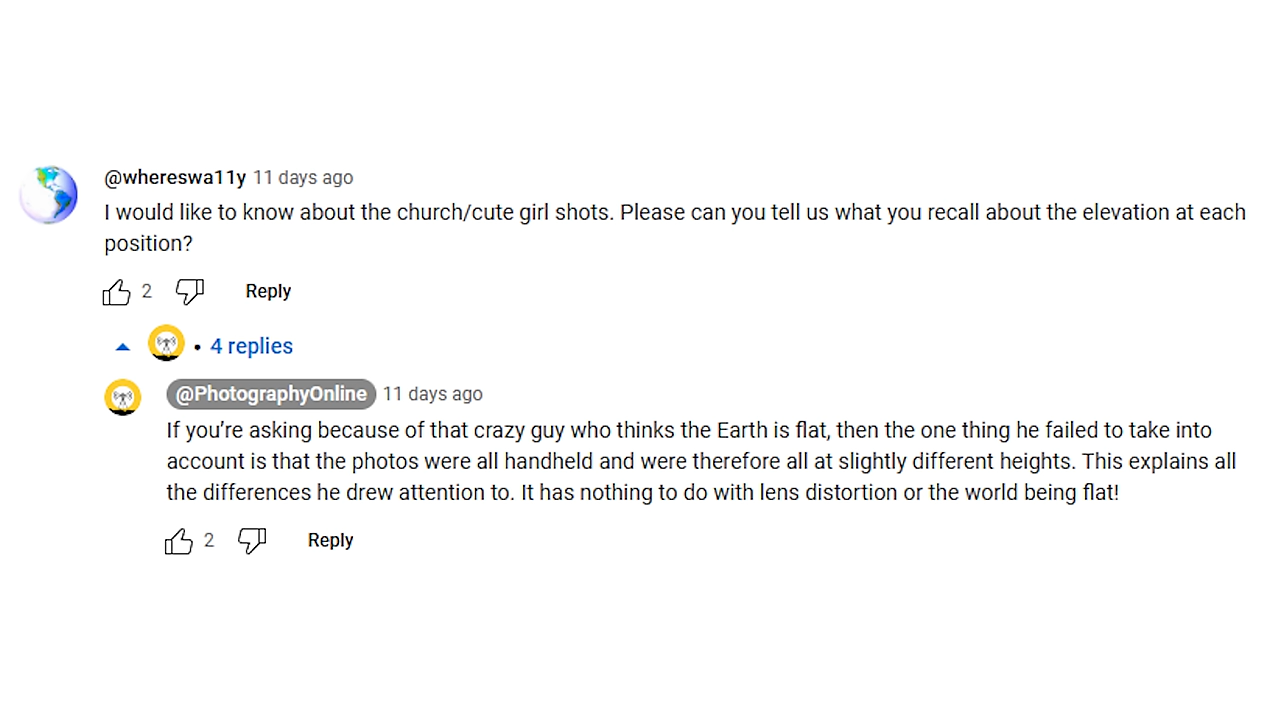 @whereswa11y 11 days ago
I would like to know about the church/cute girl shots. Please can you tell us what you recall about the elevation at each
position?
2 Reply
• 4 replies
@PhotographyOnline 11 days ago
If you’re asking because of that crazy guy who thinks the Earth is flat, then the one thing he failed to take into
account is that the photos were all handheld and were therefore all at slightly different heights. This explains all
the differences he drew attention to. It has nothing to do with lens distortion or the world being flat!
2 Reply